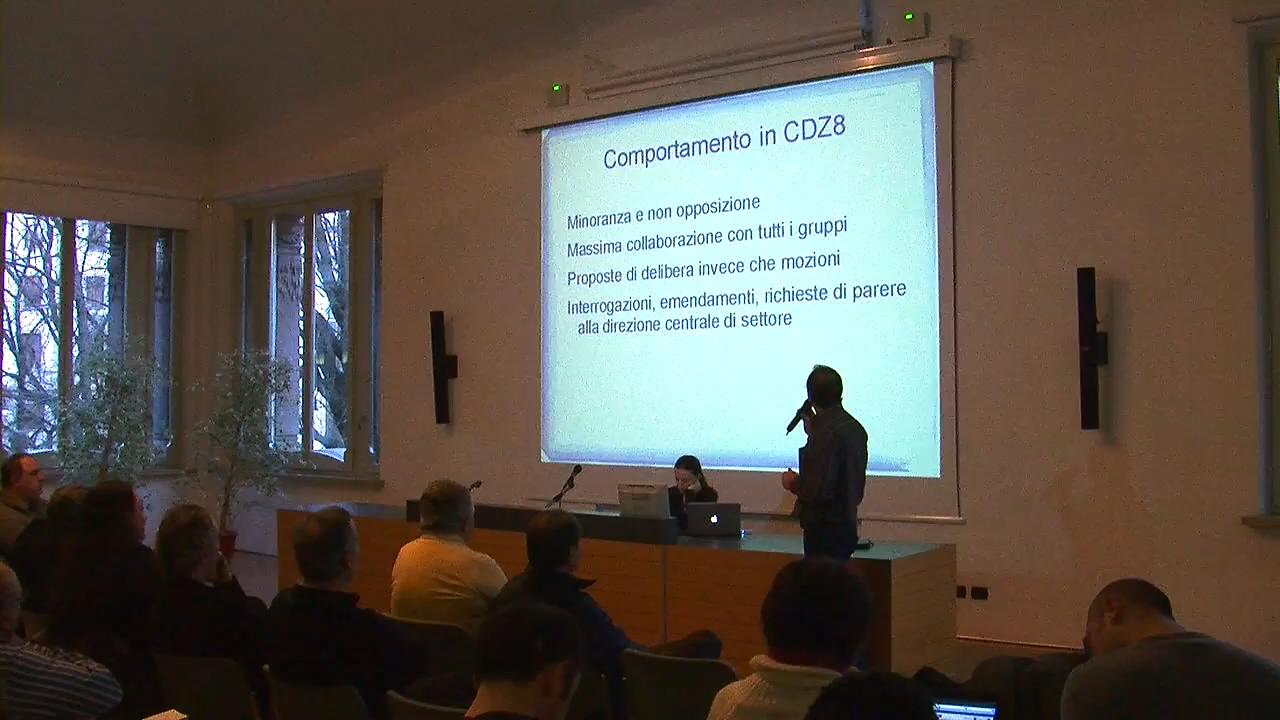 Comportamento in CDZ8
Minoranza e non opposizione
Massima collaborazione con tutti i gruppi
Proposte di delibera invece che mozioni
Interrogazioni, emendamenti, richieste di parere
alla direzione centrale di settore